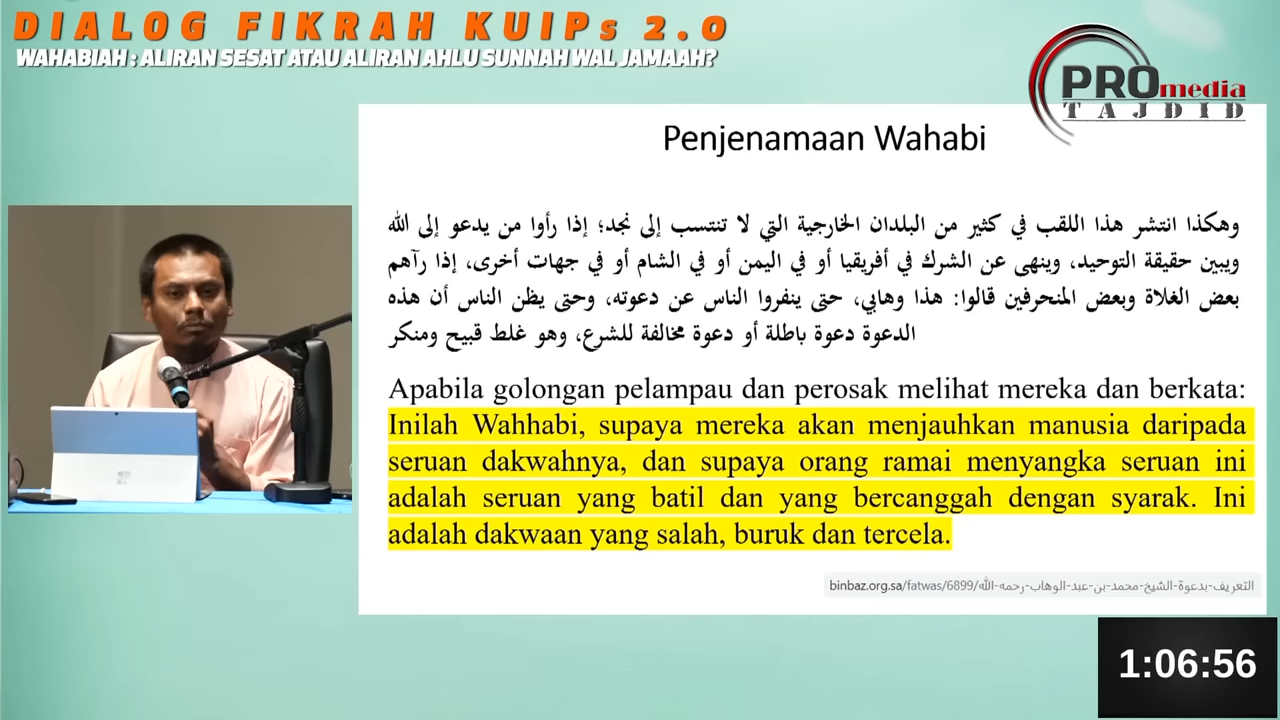 DIALOG FIKRAH KUIPs 2.0
WAHABIAH : ALIRAN SESAT ATAU ALIRAN AHLU SUNNAH WAL JAMAAH?
PROmedia
TAJDID
Penjenamaan Wahabi
وهكذا انتشر هذا اللقب في كثير من البلدان الخارجية التي لا تنتسب إلى نجد؛ إذا رأوا من يدعو إلى الله
ويبين حقيقة التوحيد، وينهى عن الشرك في أفريقيا أو في اليمن أو في الشام أو في جهات أخرى، إذا رآهم
بعض الغلاة وبعض المنحرفين قالوا: هذا وهابي، حتى ينفروا الناس عن دعوته، وحتى يظن الناس أن هذه
الدعوة دعوة باطلة أو دعوة مخالفة للشرع، وهو غلط قبيح ومنكر
Apabila golongan pelampau dan perosak melihat mereka dan berkata:
Inilah Wahhabi, supaya mereka akan menjauhkan manusia daripada
seruan dakwahnya, dan supaya orang ramai menyangka seruan ini
adalah seruan yang batil dan yang bercanggah dengan syarak. Ini
adalah dakwaan yang salah, buruk dan tercela.
binbaz.org.sa/fatwas/6899/التعريف-بدعوة-الشيخ-محمد-بن-عبد-الوهاب-رحمه-الله
1:06:56